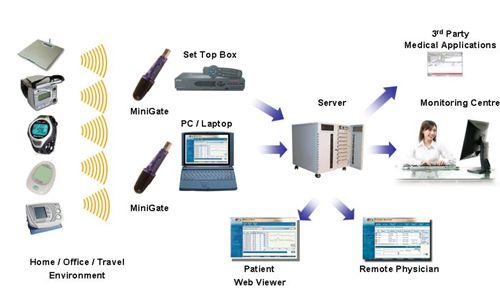 Set Top Box
3rd Party
Medical Applications
MiniGate
Server
Monitoring Centre
PC / Laptop
MiniGate
Home / Office / Travel
Environment
Patient
Web Viewer
Remote Physician